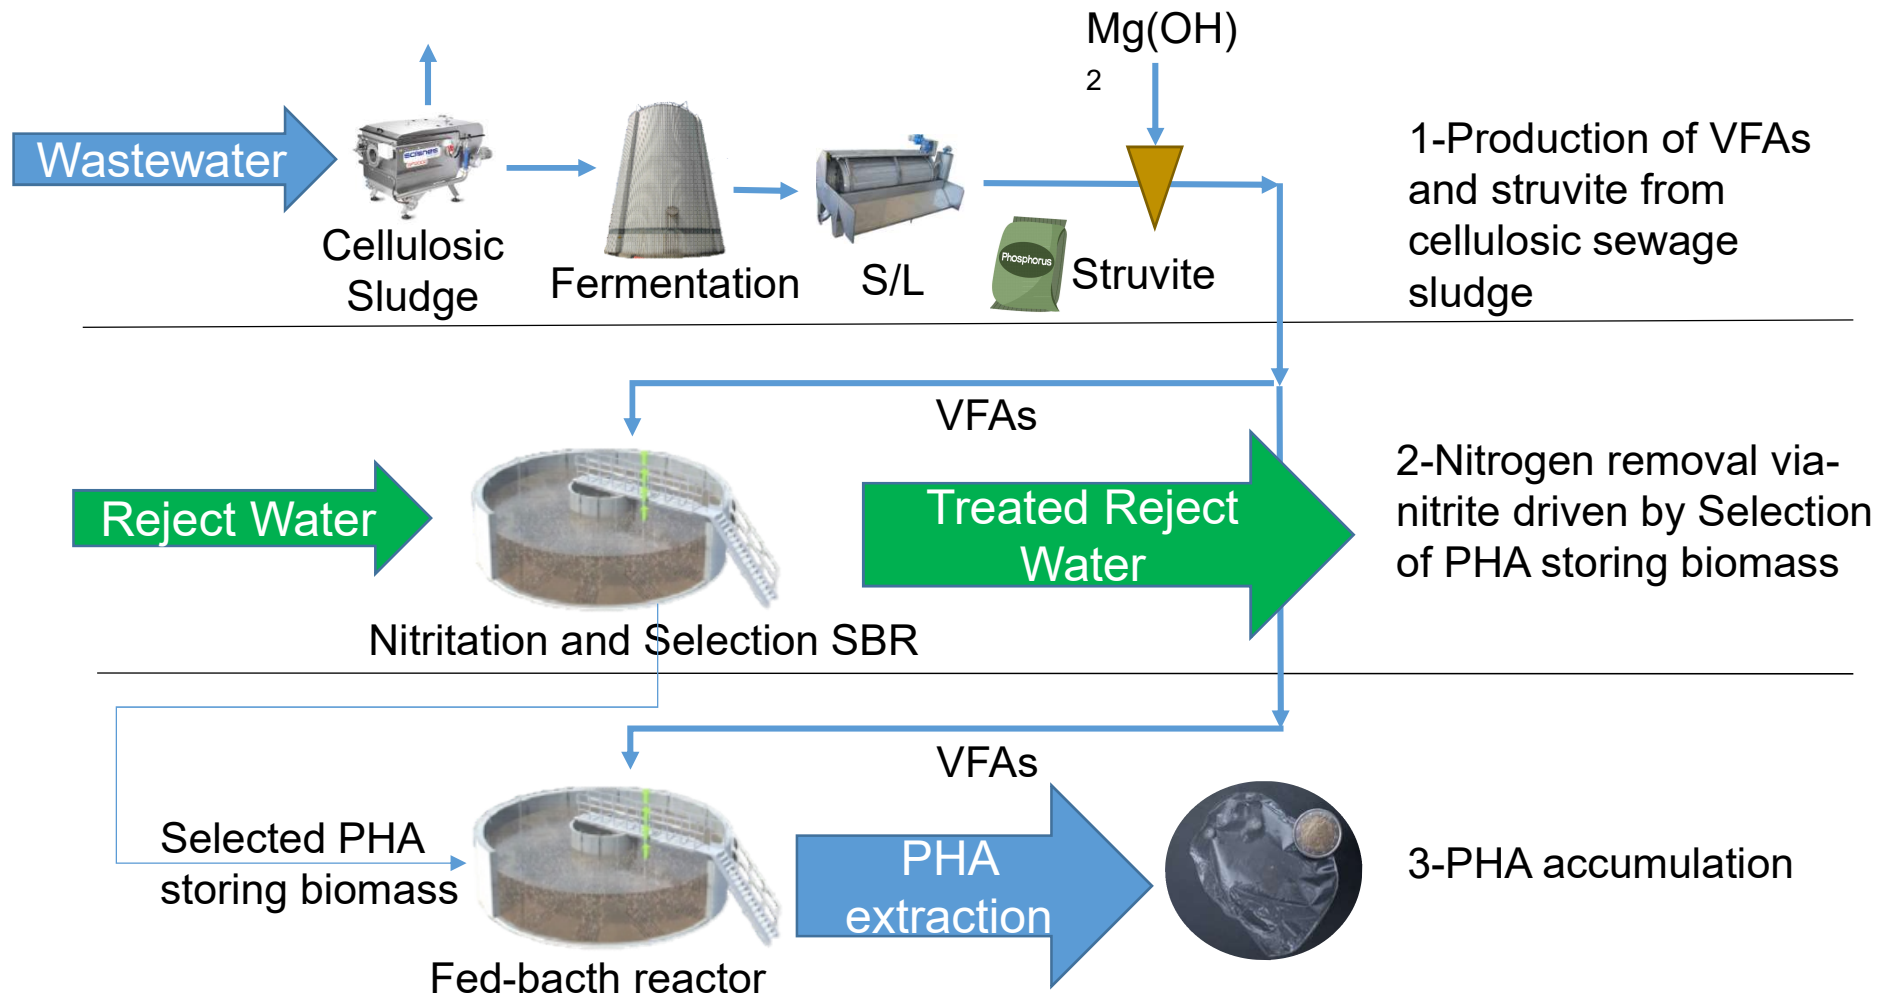 Mg(OH)
2
Wastewater
Cellulosic
Sludge
Fermentation
S/L
Phosphorus
Struvite
1-Production of VFAs
and struvite from
cellulosic sewage
sludge
VFAs
Reject Water
Treated Reject
Water
2-Nitrogen removal via-
nitrite driven by Selection
of PHA storing biomass
Nitritation and Selection SBR
VFAs
Selected PHA
storing biomass
PHA
extraction
3-PHA accumulation
Fed-bacth reactor